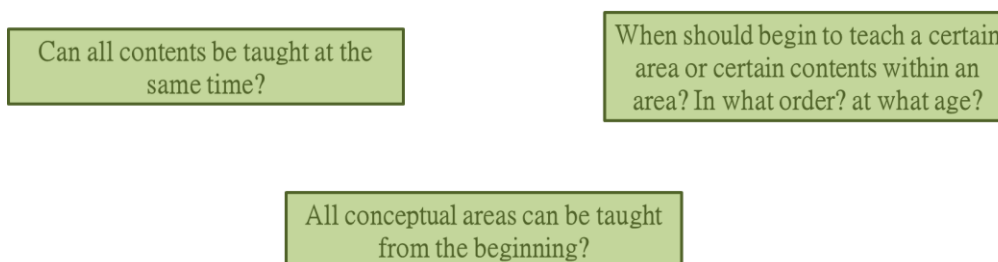 Can all contents be taught at the
same time?
When should begin to teach a certain
area or certain contents within an
area? In what order? at what age?
All conceptual areas can be taught
from the beginning?